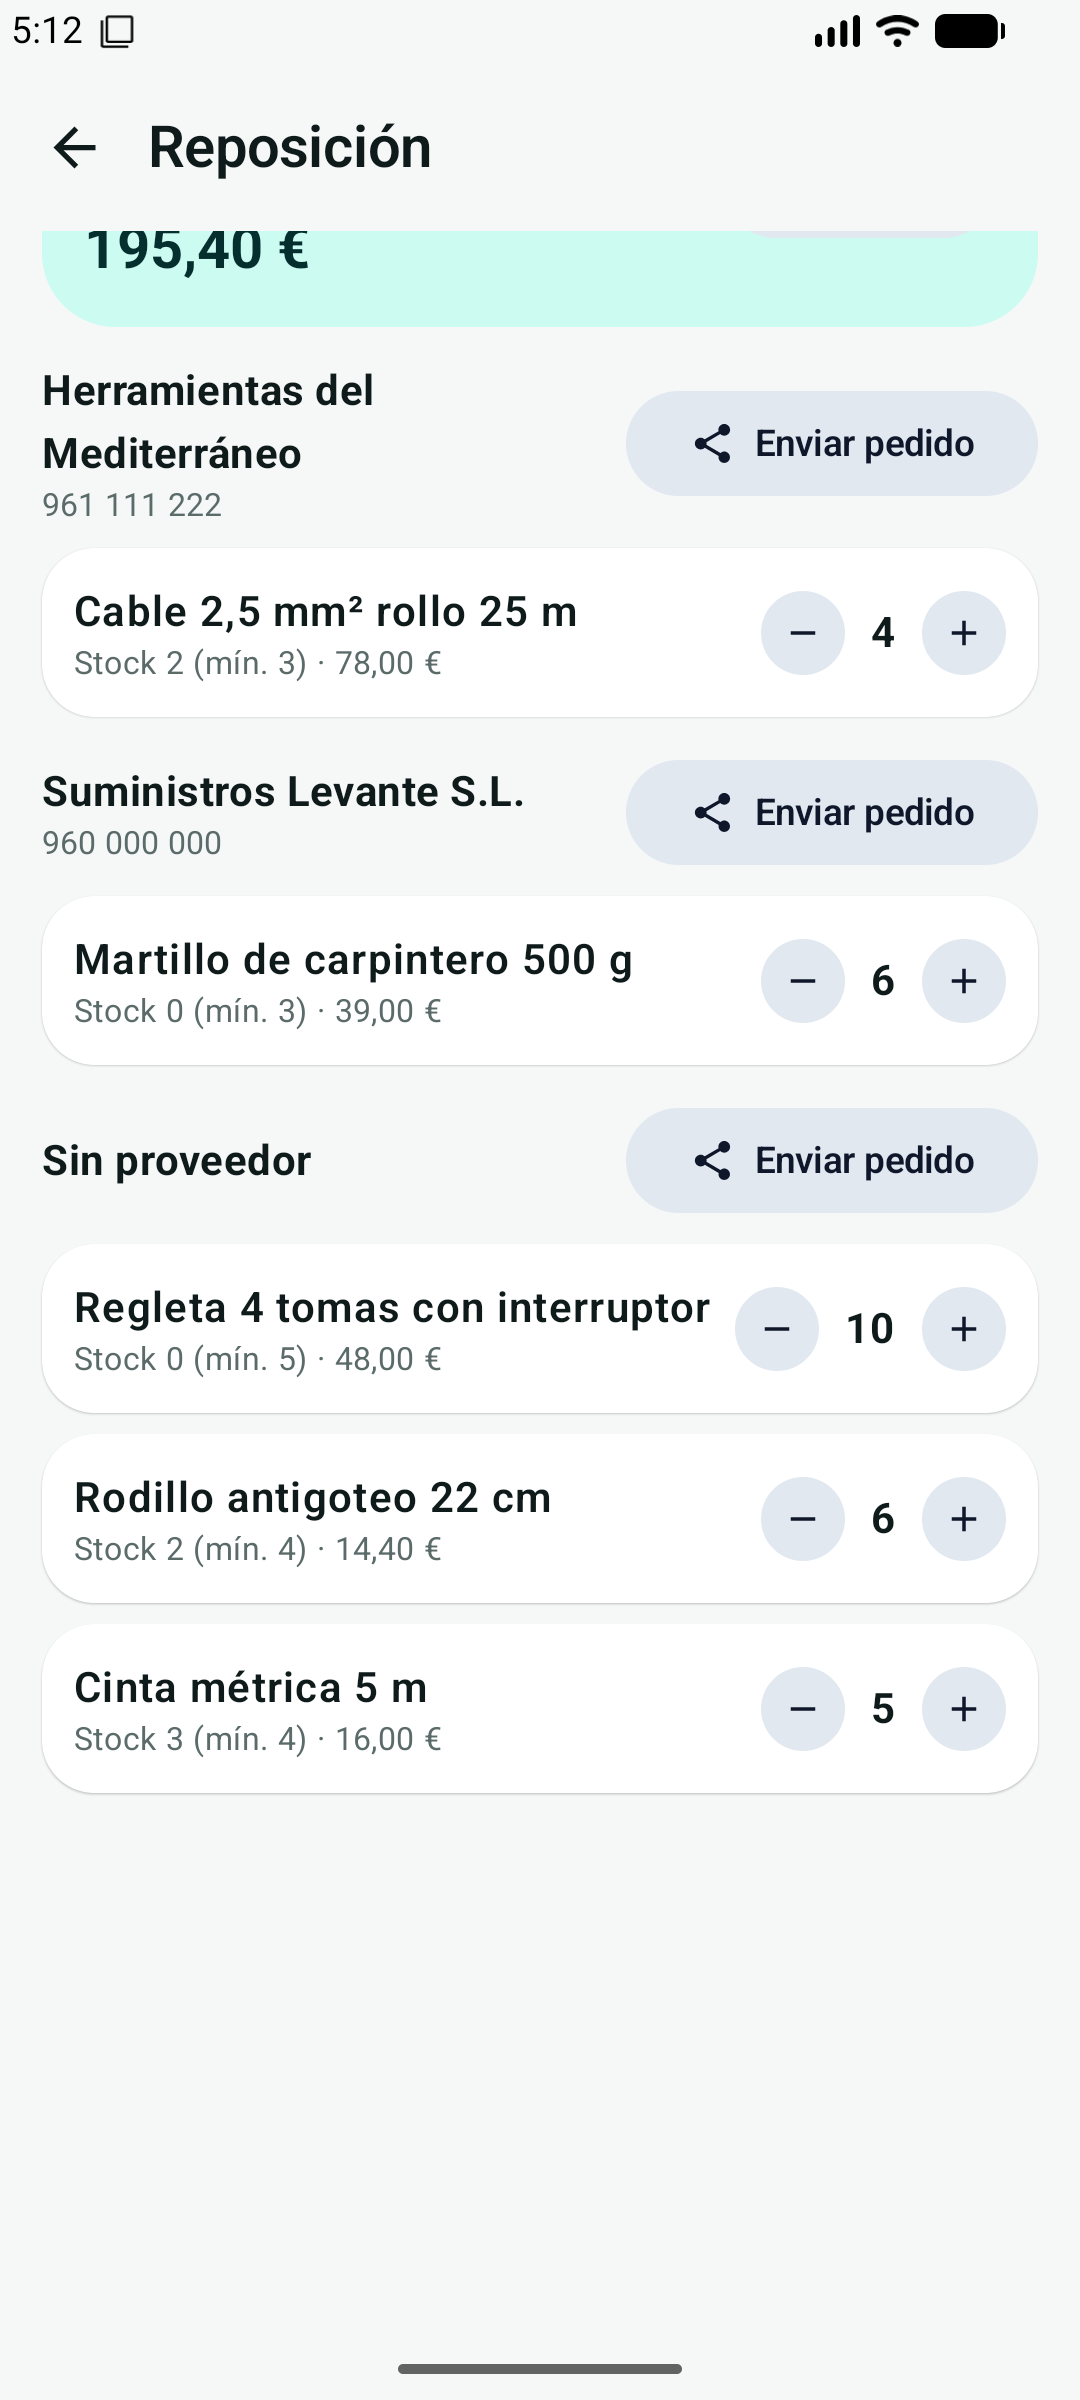 5:12
Reposición
195,40 €
Herramientas del
Mediterráneo
961 111 222
Enviar pedido
Cable 2,5 mm² rollo 25 m
Stock 2 (mín. 3) · 78,00 €
− 4 +
Suministros Levante S.L.
960 000 000
Enviar pedido
Martillo de carpintero 500 g
Stock 0 (mín. 3) · 39,00 €
− 6 +
Sin proveedor
Enviar pedido
Regleta 4 tomas con interruptor
Stock 0 (mín. 5) · 48,00 €
− 10 +
Rodillo antigoteo 22 cm
Stock 2 (mín. 4) · 14,40 €
− 6 +
Cinta métrica 5 m
Stock 3 (mín. 4) · 16,00 €
− 5 +